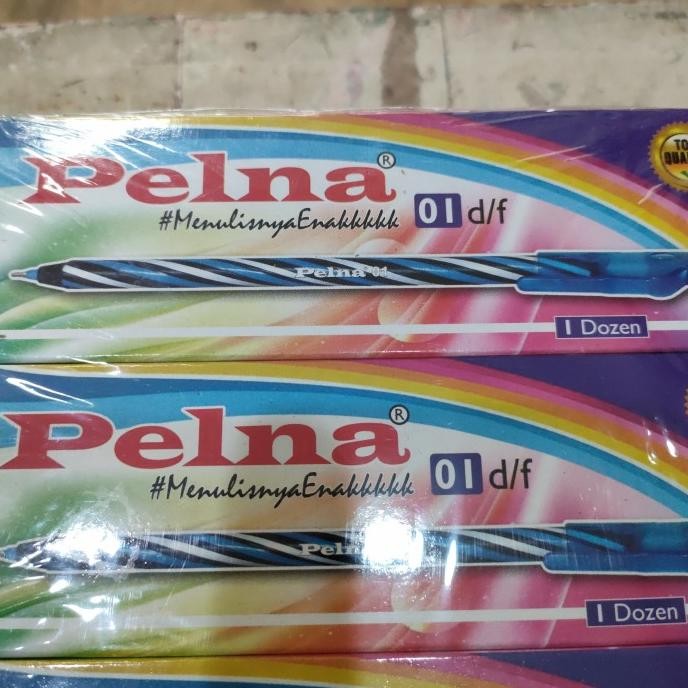 Pelna®
#MenulisnyaEnakkkkk
01 d/f
Pelna 01
1 Dozen
Pelna®
#MenulisnyaEnakkkkk
01 d/f
Pelna
1 Dozen